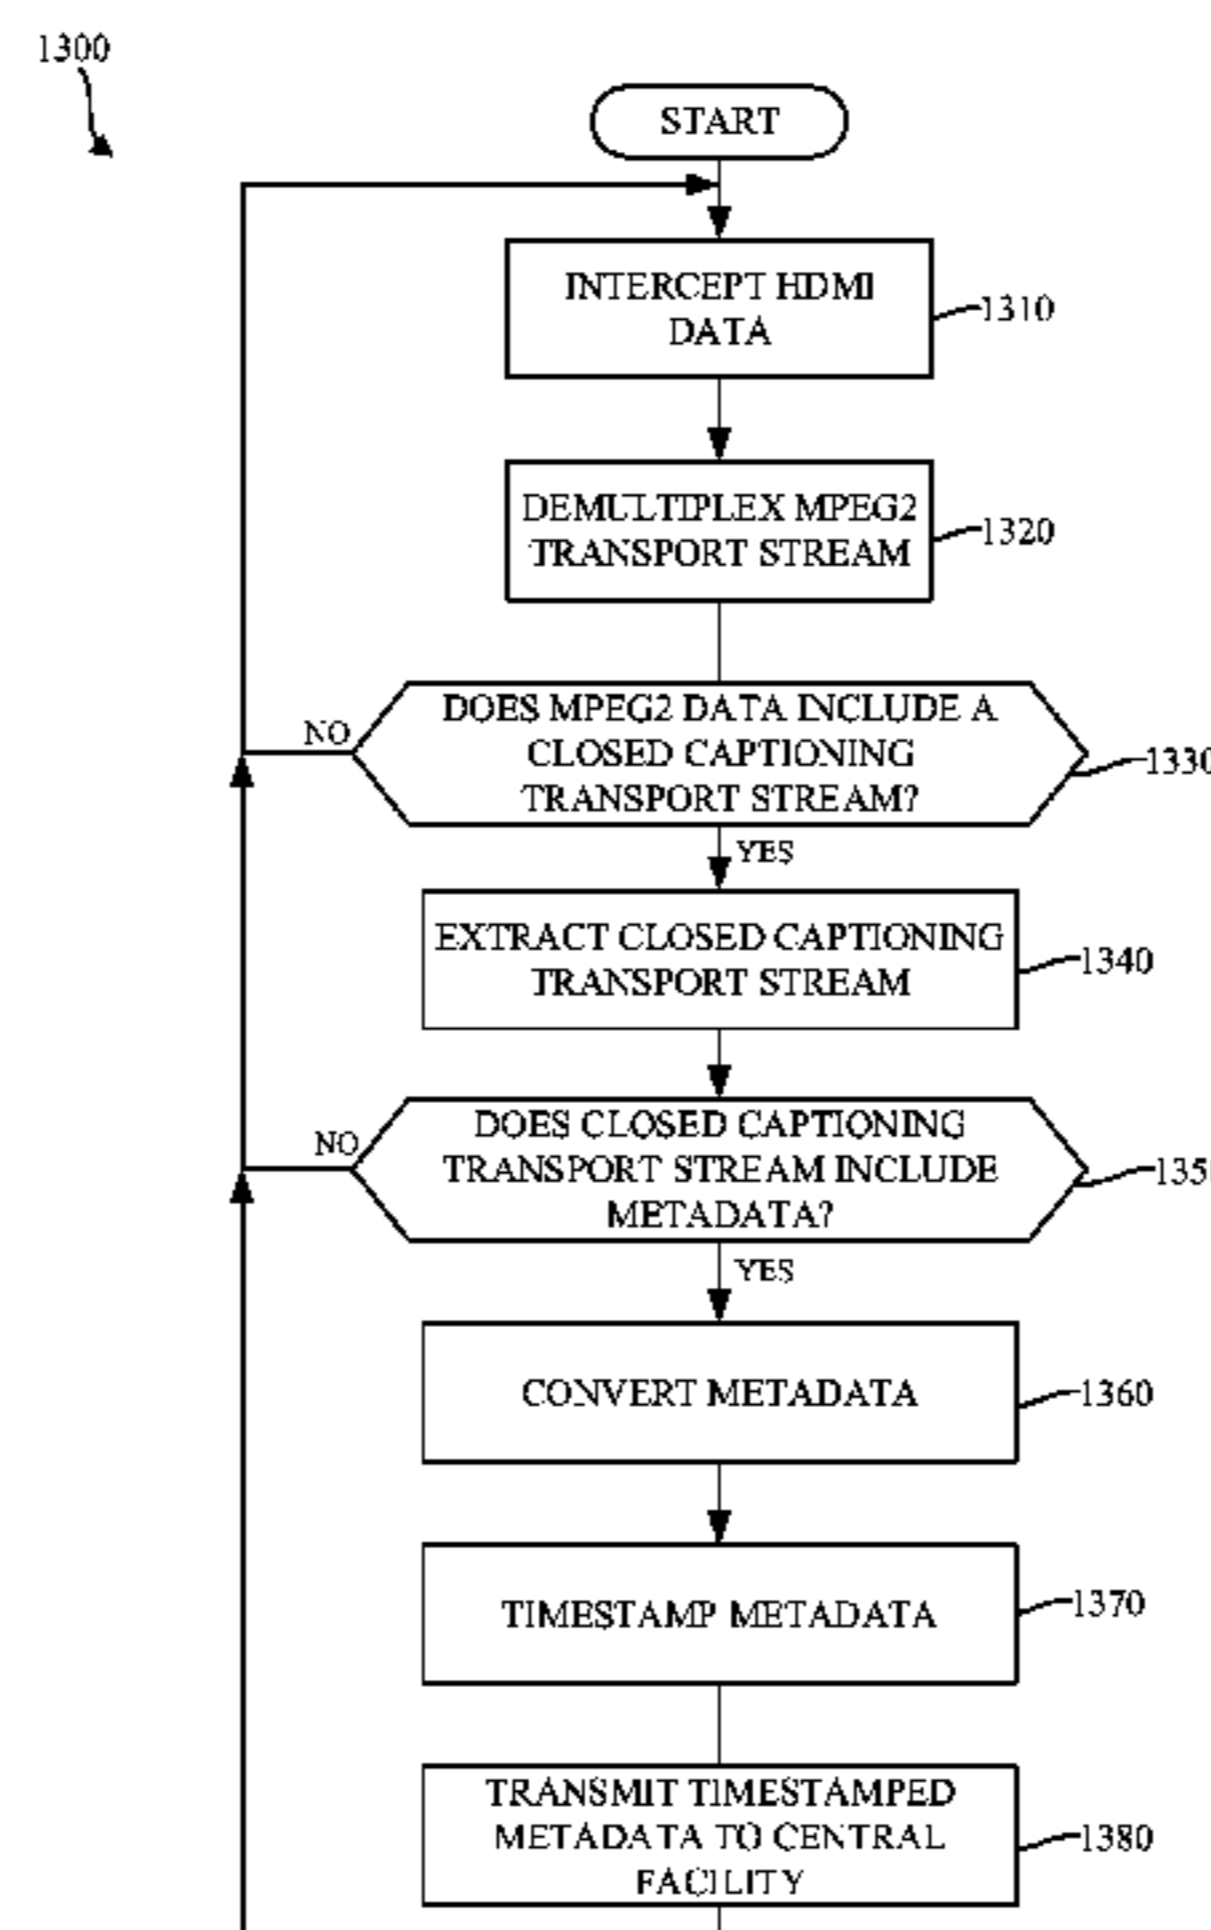 1300
START
INTERCEPT HDMI
DATA
1310
DEMULTIPLEX MPEG2
TRANSPORT STREAM
1320
DOES MPEG2 DATA INCLUDE A
CLOSED CAPTIONING
TRANSPORT STREAM?
NO
1330
YES
EXTRACT CLOSED CAPTIONING
TRANSPORT STREAM
1340
DOES CLOSED CAPTIONING
TRANSPORT STREAM INCLUDE
METADATA?
NO
1350
YES
CONVERT METADATA
1360
TIMESTAMP METADATA
1370
TRANSMIT TIMESTAMPED
METADATA TO CENTRAL
FACILITY
1380